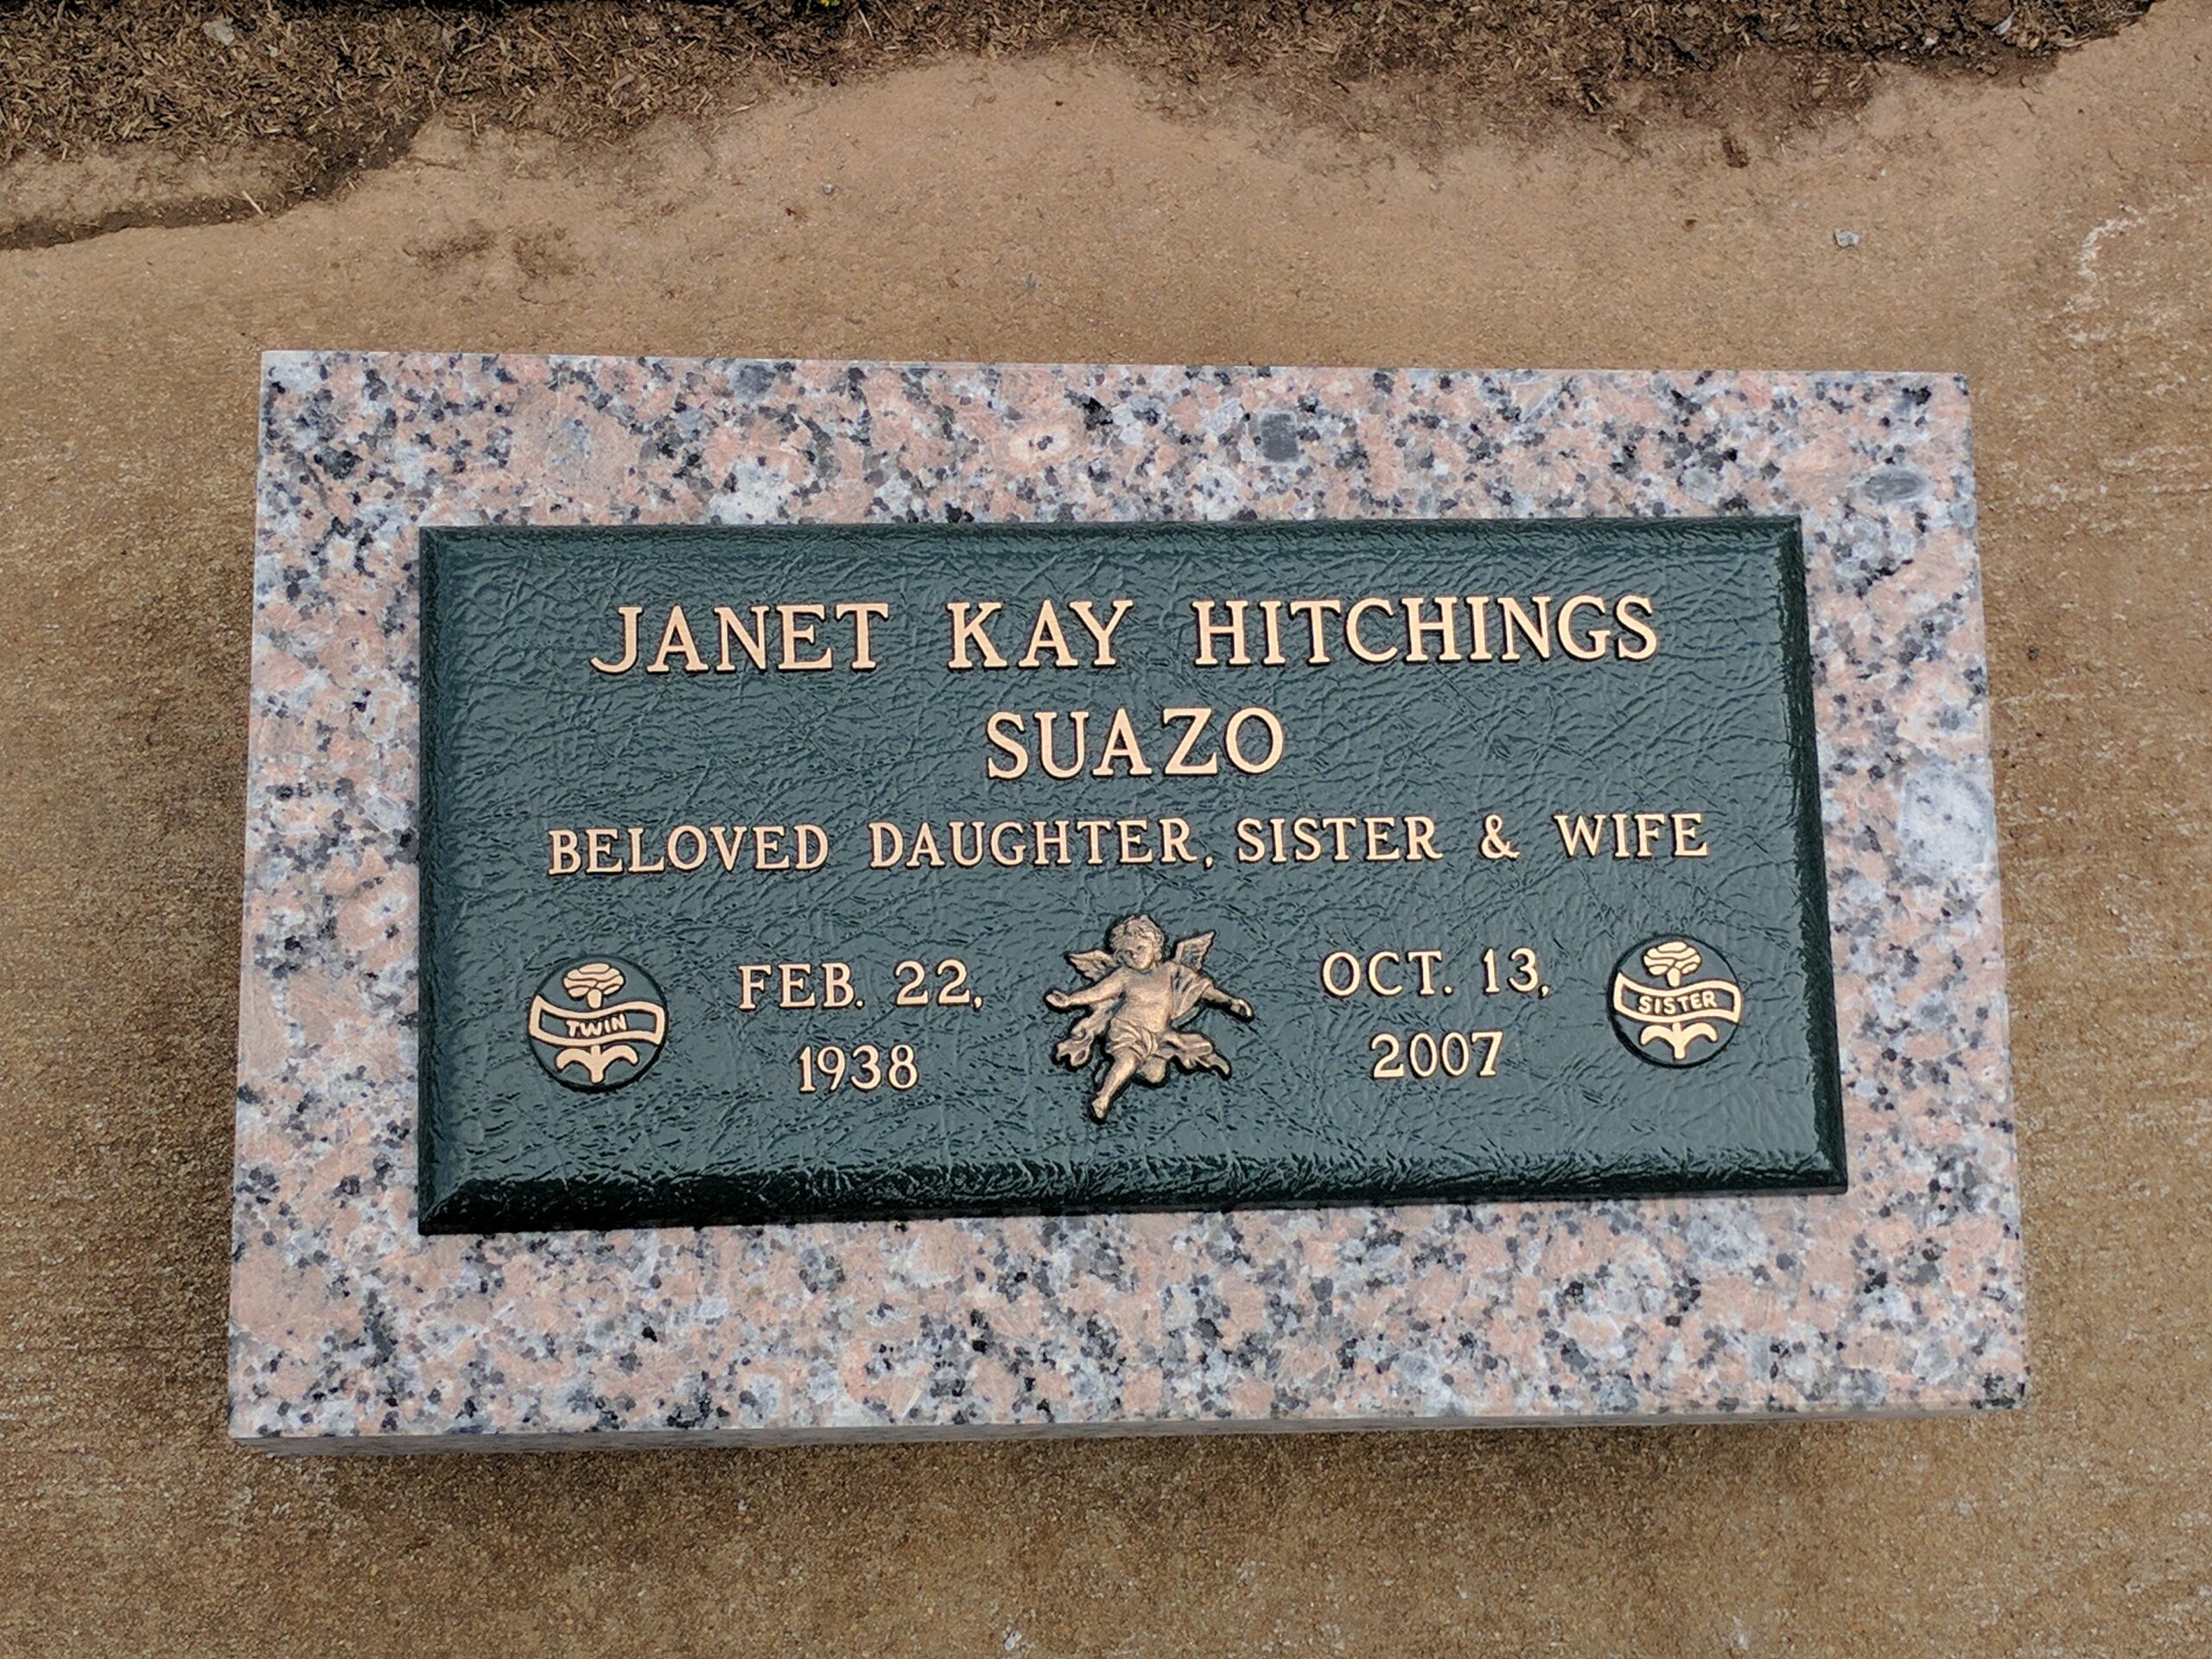 JANET KAY HITCHINGS
SUAZO
BELOVED DAUGHTER, SISTER & WIFE
TWIN
FEB. 22,
1938
OCT. 13,
2007
SISTER